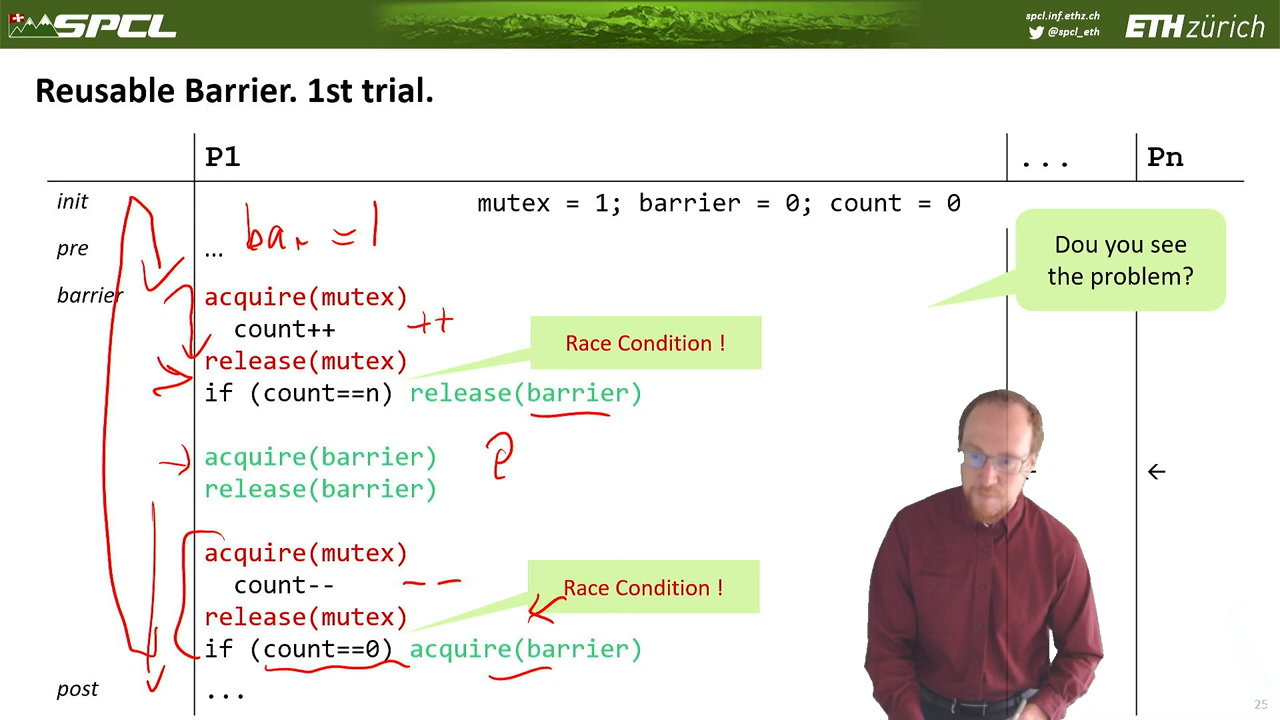 SPCL
spcl.inf.ethz.ch
@spcl_eth
ETH zürich
Reusable Barrier. 1st trial.
P1 ... Pn
init mutex = 1; barrier = 0; count = 0
bar = 1
pre ...
Dou you see
the problem?
barrier acquire(mutex)
count++ ++
release(mutex)
Race Condition !
if (count==n) release(barrier)
acquire(barrier)
release(barrier)
←
acquire(mutex)
count-- --
release(mutex)
Race Condition !
if (count==0) acquire(barrier)
post ...
25